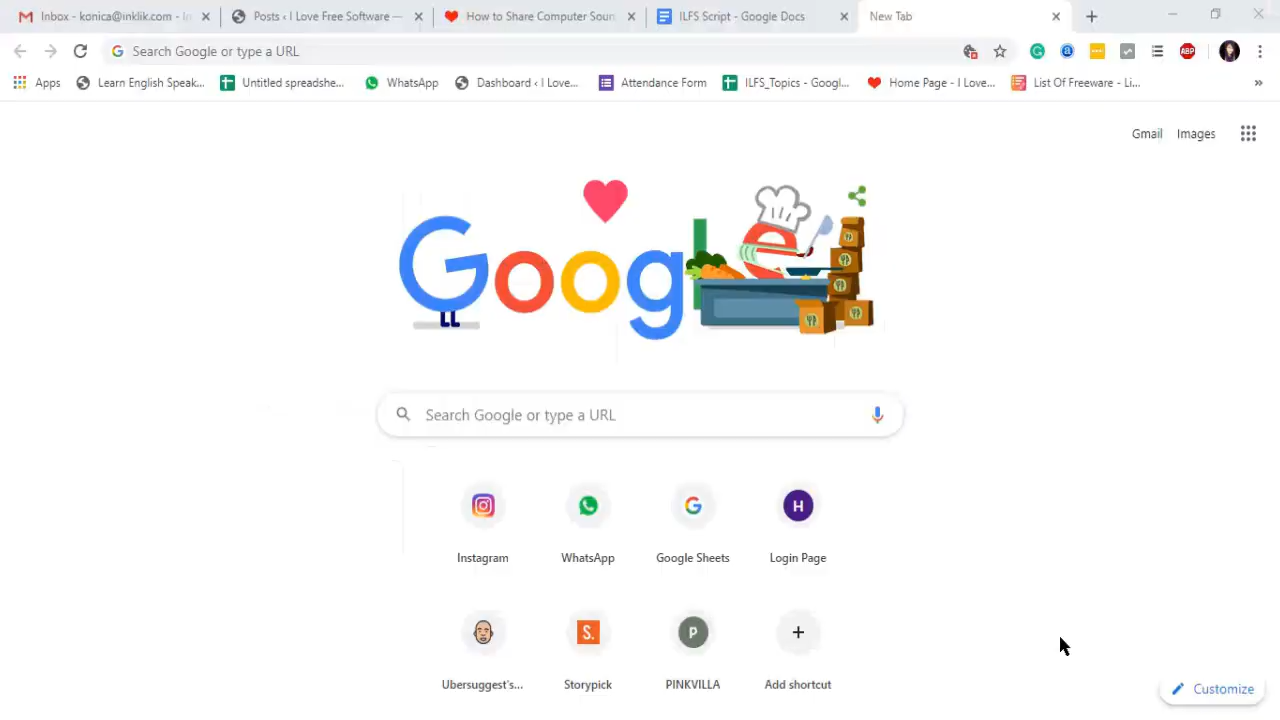 Inbox - konica@inklik.com - In
Posts ‹ I Love Free Software —
How to Share Computer Soun
ILFS Script - Google Docs
New Tab
Search Google or type a URL
ABP
Apps
Learn English Speak...
Untitled spreadshe...
WhatsApp
Dashboard ‹ I Love...
Attendance Form
ILFS_Topics - Googl...
Home Page - I Love...
List Of Freeware - Li...
Gmail
Images
Google
Search Google or type a URL
H
Instagram
WhatsApp
Google Sheets
Login Page
S.
P
Ubersuggest's...
Storypick
PINKVILLA
Add shortcut
Customize